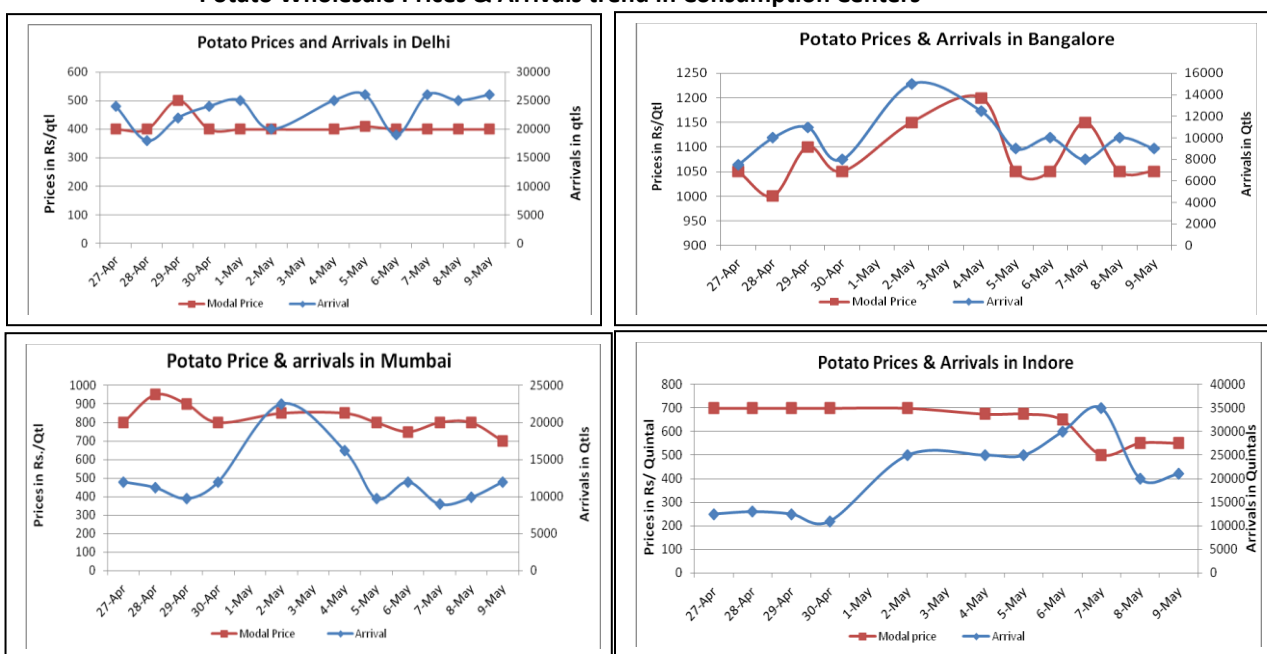 Potato Wholesale Prices & Arrivals trend in Consumption Centers
Potato Prices and Arrivals in Delhi
Prices in Rs/qtl
600
500
400
300
200
100
0
30000
25000
20000
15000
10000
5000
0
Arrivals in qtls
27-Apr
28-Apr
29-Apr
30-Apr
1-May
2-May
3-May
4-May
5-May
6-May
7-May
8-May
9-May
Modal Price
Arrival
Potato Prices & Arrivals in Bangalore
Prices in Rs/Qtl
1250
1200
1150
1100
1050
1000
950
900
16000
14000
12000
10000
8000
6000
4000
2000
0
Arrivals in Qtls
27-Apr
28-Apr
29-Apr
30-Apr
1-May
2-May
3-May
4-May
5-May
6-May
7-May
8-May
9-May
Modal Price
Arrival
Potato Price & arrivals in Mumbai
Prices in Rs./Qtl
1000
900
800
700
600
500
400
300
200
100
0
25000
20000
15000
10000
5000
0
Arrivals in Qtls
27-Apr
28-Apr
29-Apr
30-Apr
1-May
2-May
3-May
4-May
5-May
6-May
7-May
8-May
9-May
Modal Price
Arrival
Potato Prices & Arrivals in Indore
Prices in Rs/ Quintal
800
700
600
500
400
300
200
100
0
40000
35000
30000
25000
20000
15000
10000
5000
0
Arrivals in Quintals
27-Apr
28-Apr
29-Apr
30-Apr
1-May
2-May
3-May
4-May
5-May
6-May
7-May
8-May
9-May
Modal price
Arrival